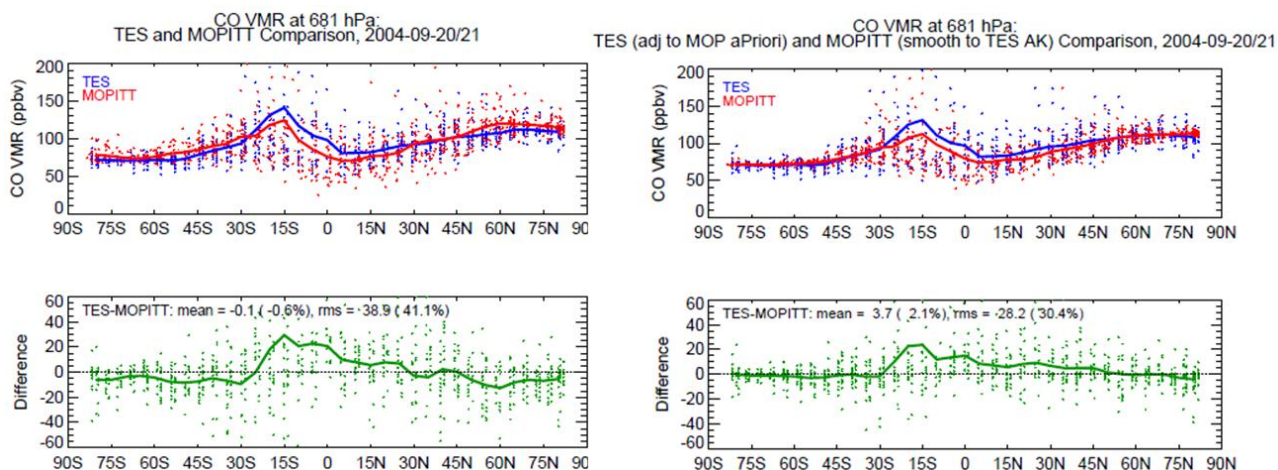 CO VMR at 681 hPa:
TES and MOPITT Comparison, 2004-09-20/21
200
150
100
50
0
CO VMR (ppbv)
TES
MOPITT
90S 75S 60S 45S 30S 15S 0 15N 30N 45N 60N 75N 90
60
40
20
0
-20
-40
-60
Difference
TES-MOPITT: mean = -0.1 ( -0.6%), rms = 38.9 ( 41.1%)
90S 75S 60S 45S 30S 15S 0 15N 30N 45N 60N 75N 90
CO VMR at 681 hPa:
TES (adj to MOP aPriori) and MOPITT (smooth to TES AK) Comparison, 2004-09-20/21
200
150
100
50
0
CO VMR (ppbv)
TES
MOPITT
90S 75S 60S 45S 30S 15S 0 15N 30N 45N 60N 75N 90N
60
40
20
0
-20
-40
-60
Difference
TES-MOPITT: mean = 3.7 ( 2.1%), rms = 28.2 ( 30.4%)
90S 75S 60S 45S 30S 15S 0 15N 30N 45N 60N 75N 90N